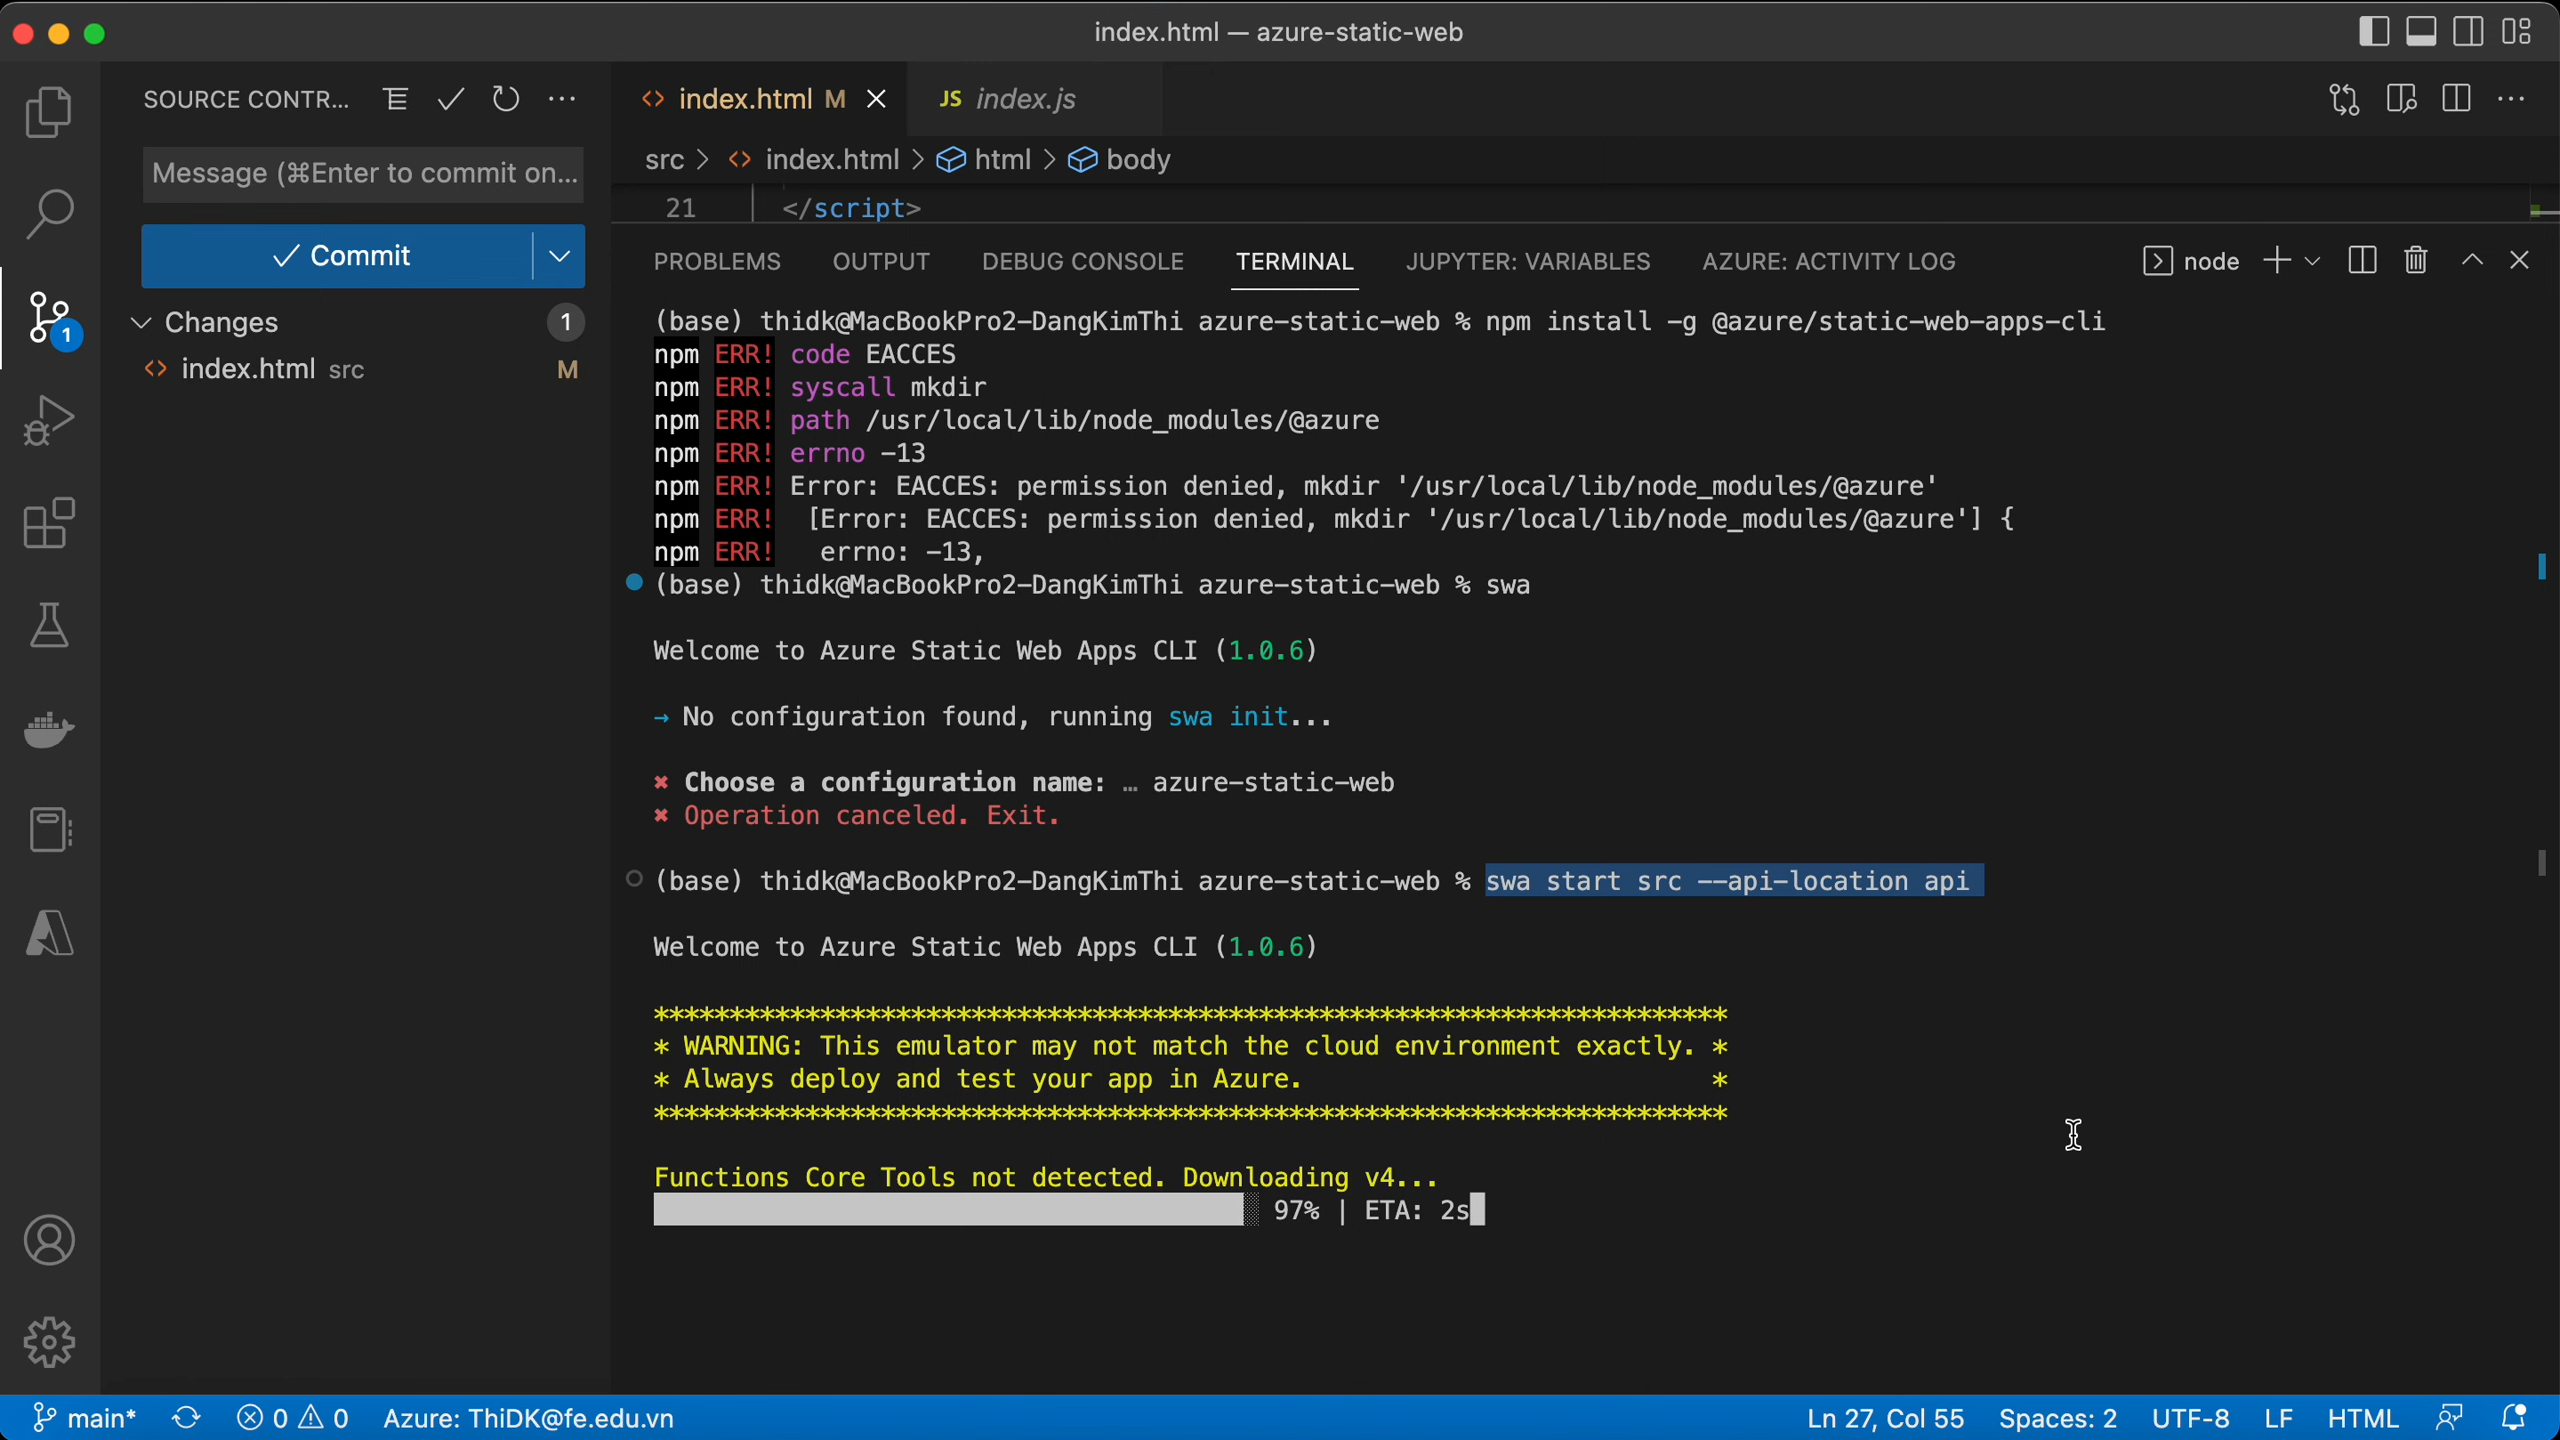 index.html — azure-static-web
SOURCE CONTR...
index.html M
JS index.js
Message (⌘Enter to commit on...
src > index.html > html > body
21 </script>
Commit
PROBLEMS OUTPUT DEBUG CONSOLE TERMINAL JUPYTER: VARIABLES AZURE: ACTIVITY LOG node
Changes 1
index.html src M
1
(base) thidk@MacBookPro2-DangKimThi azure-static-web % npm install -g @azure/static-web-apps-cli
npm ERR! code EACCES
npm ERR! syscall mkdir
npm ERR! path /usr/local/lib/node_modules/@azure
npm ERR! errno -13
npm ERR! Error: EACCES: permission denied, mkdir '/usr/local/lib/node_modules/@azure'
npm ERR!  [Error: EACCES: permission denied, mkdir '/usr/local/lib/node_modules/@azure'] {
npm ERR!   errno: -13,
(base) thidk@MacBookPro2-DangKimThi azure-static-web % swa
Welcome to Azure Static Web Apps CLI (1.0.6)
→ No configuration found, running swa init...
✖ Choose a configuration name: … azure-static-web
✖ Operation canceled. Exit.
(base) thidk@MacBookPro2-DangKimThi azure-static-web % swa start src --api-location api
Welcome to Azure Static Web Apps CLI (1.0.6)
***********************************************************************
* WARNING: This emulator may not match the cloud environment exactly. *
* Always deploy and test your app in Azure.                           *
***********************************************************************
Functions Core Tools not detected. Downloading v4...
97% | ETA: 2s
main* 0 0 Azure: ThiDK@fe.edu.vn Ln 27, Col 55 Spaces: 2 UTF-8 LF HTML